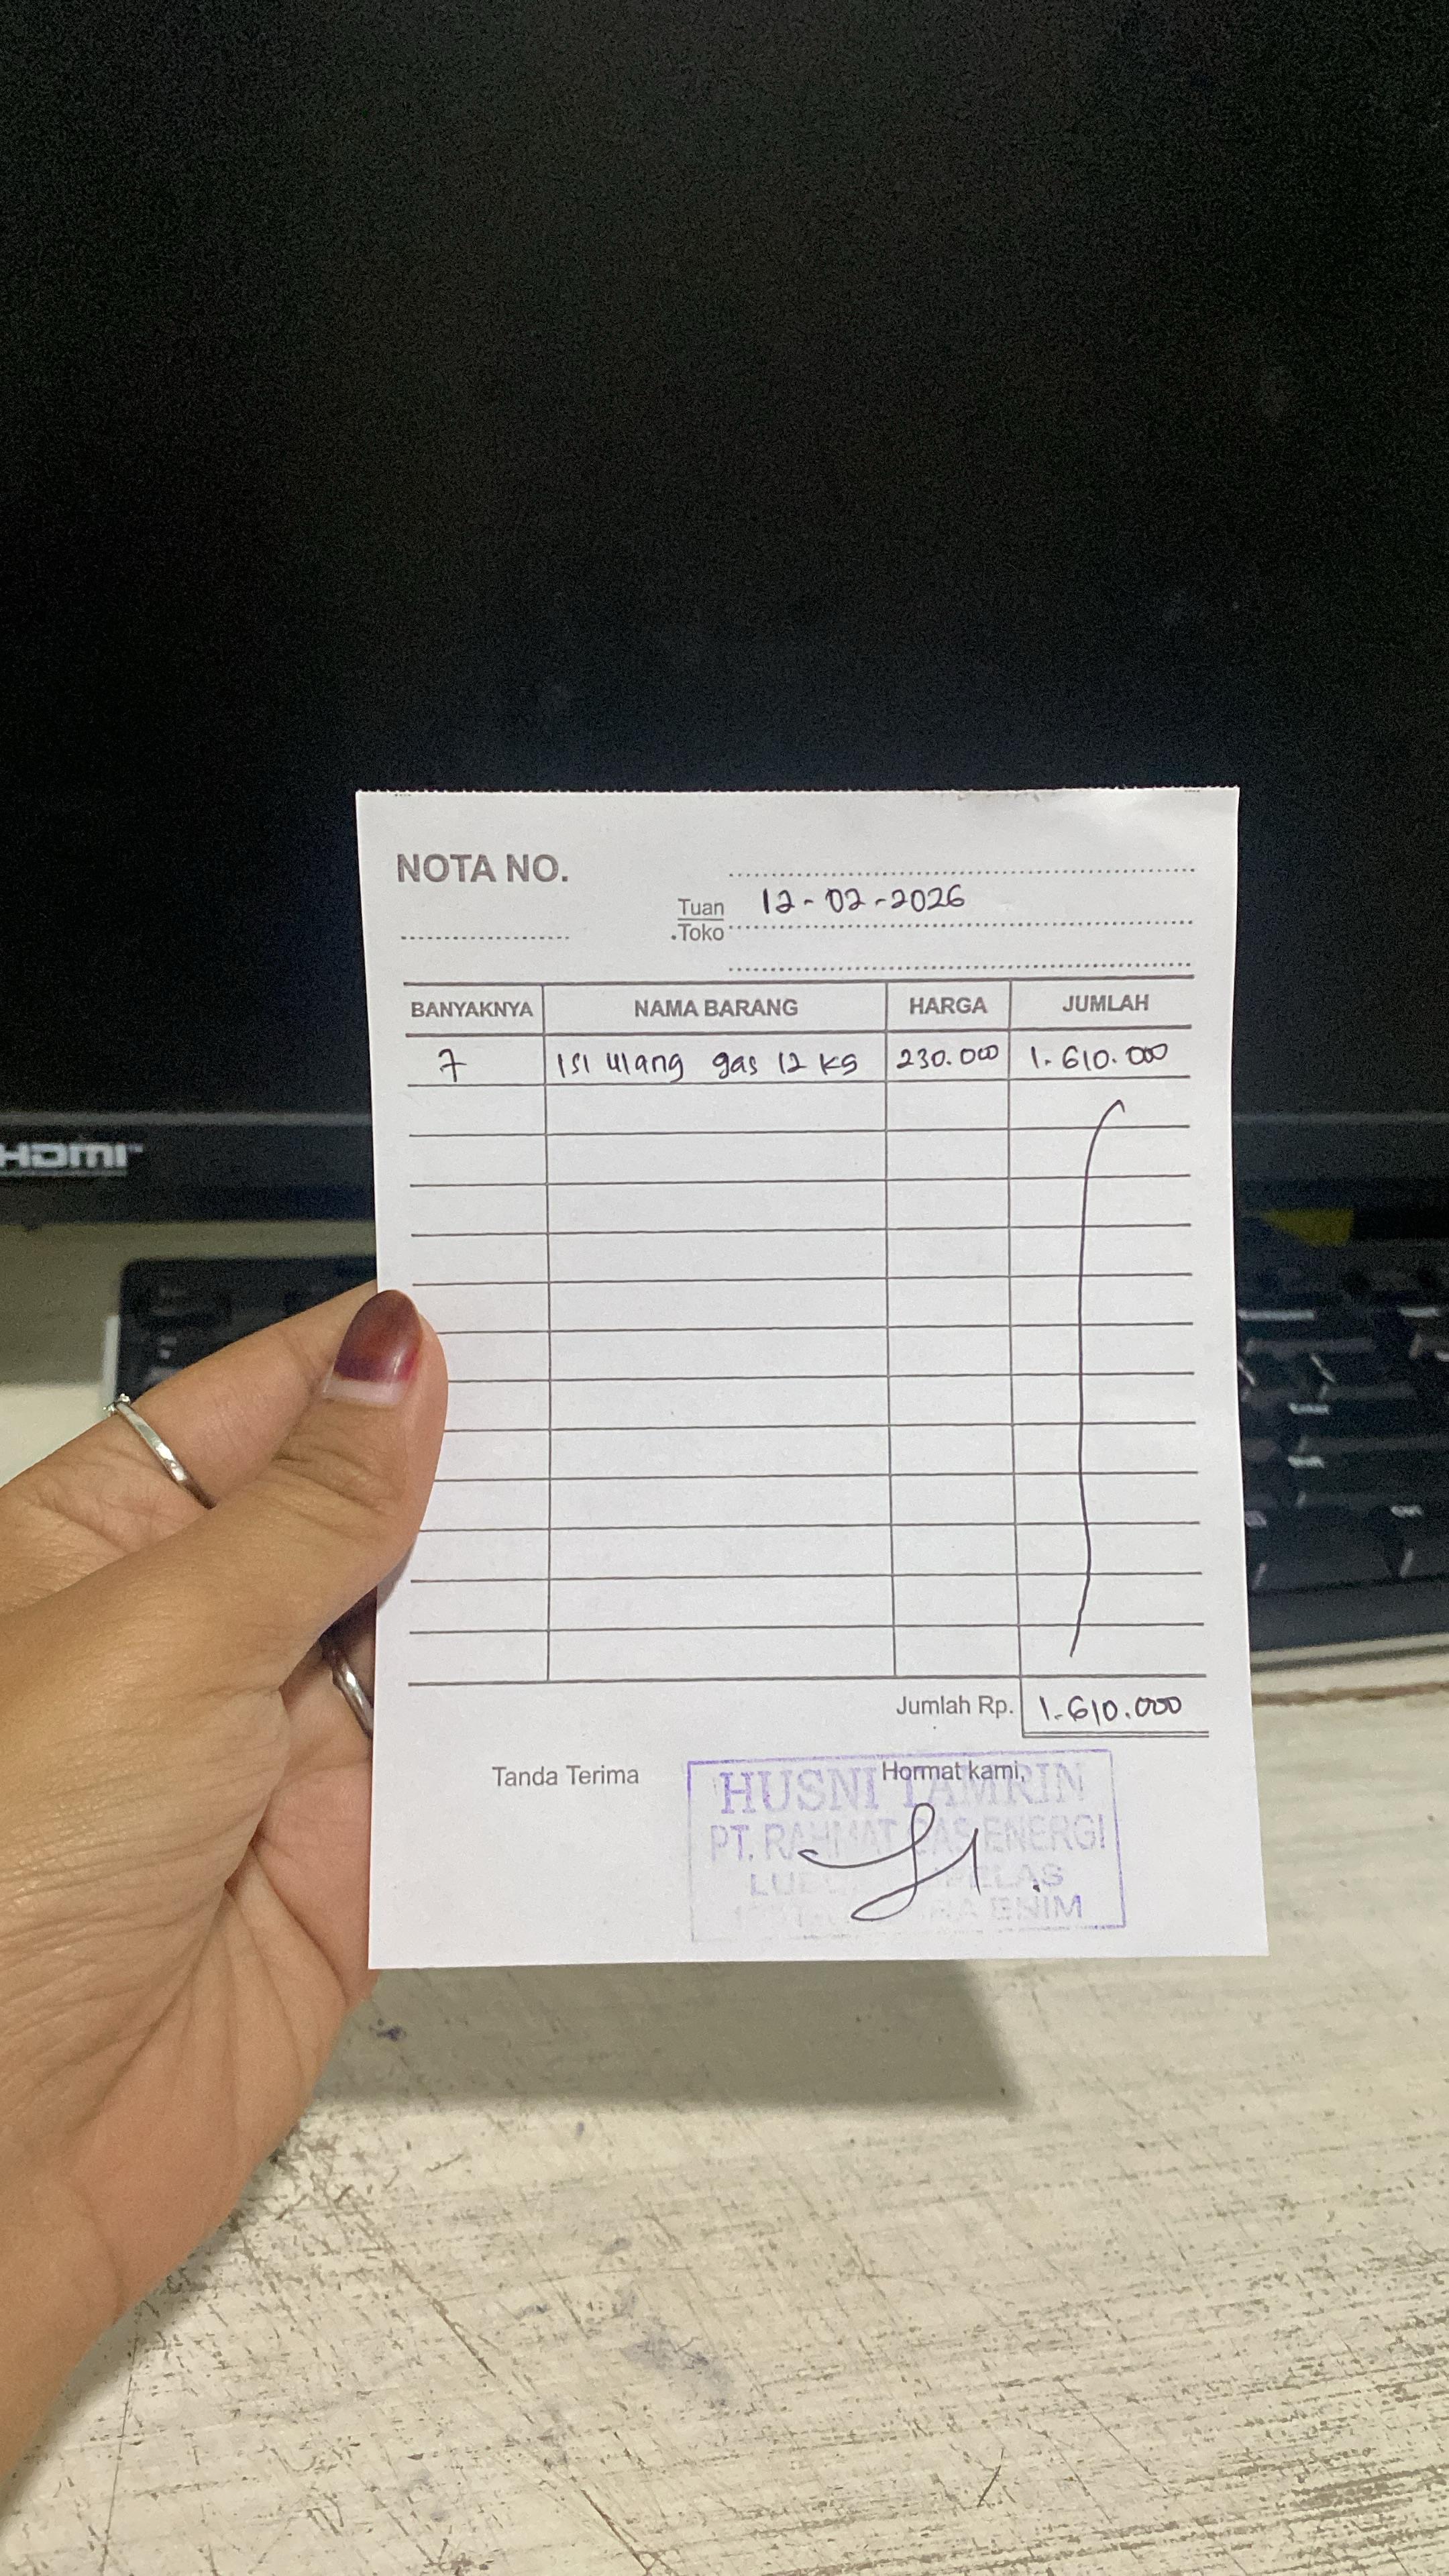 NOTA NO.
Tuan 12-02-2026
Toko
BANYAKNYA NAMA BARANG HARGA JUMLAH
7 Isi ulang gas 12 kg 230.000 1.610.000
HDMI
Jumlah Rp. 1.610.000
Tanda Terima Hormat kami,
HUSNI TAMRIN
PT. RAHMAT GAS ENERGI
ENIM